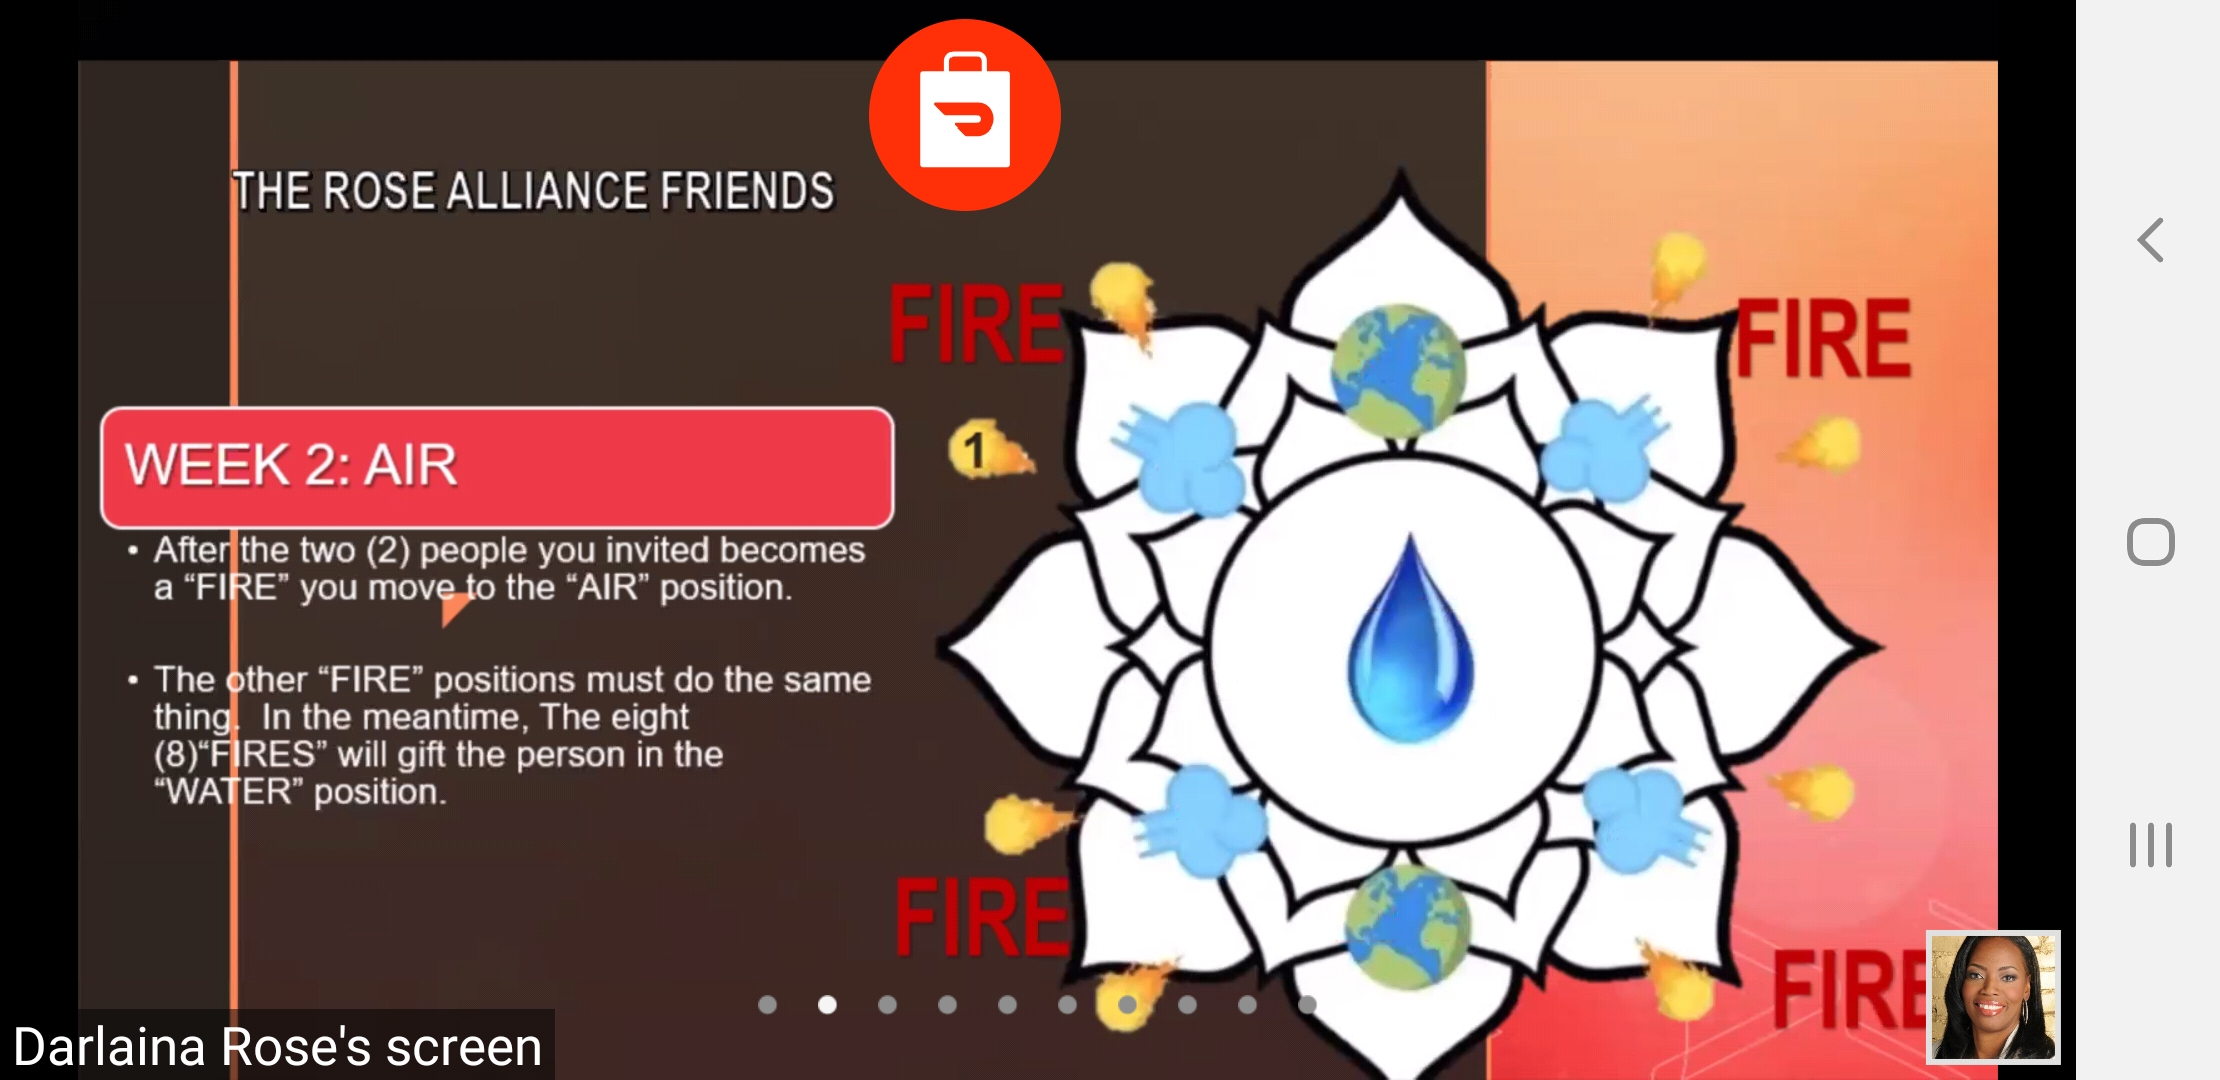 THE ROSE ALLIANCE FRIENDS
FIRE
FIRE
1
WEEK 2: AIR
• After the two (2) people you invited becomes
a “FIRE” you move to the “AIR” position.
• The other “FIRE” positions must do the same
thing.  In the meantime, The eight
(8)“FIRES” will gift the person in the
“WATER” position.
FIRE
FIRE
Darlaina Rose's screen